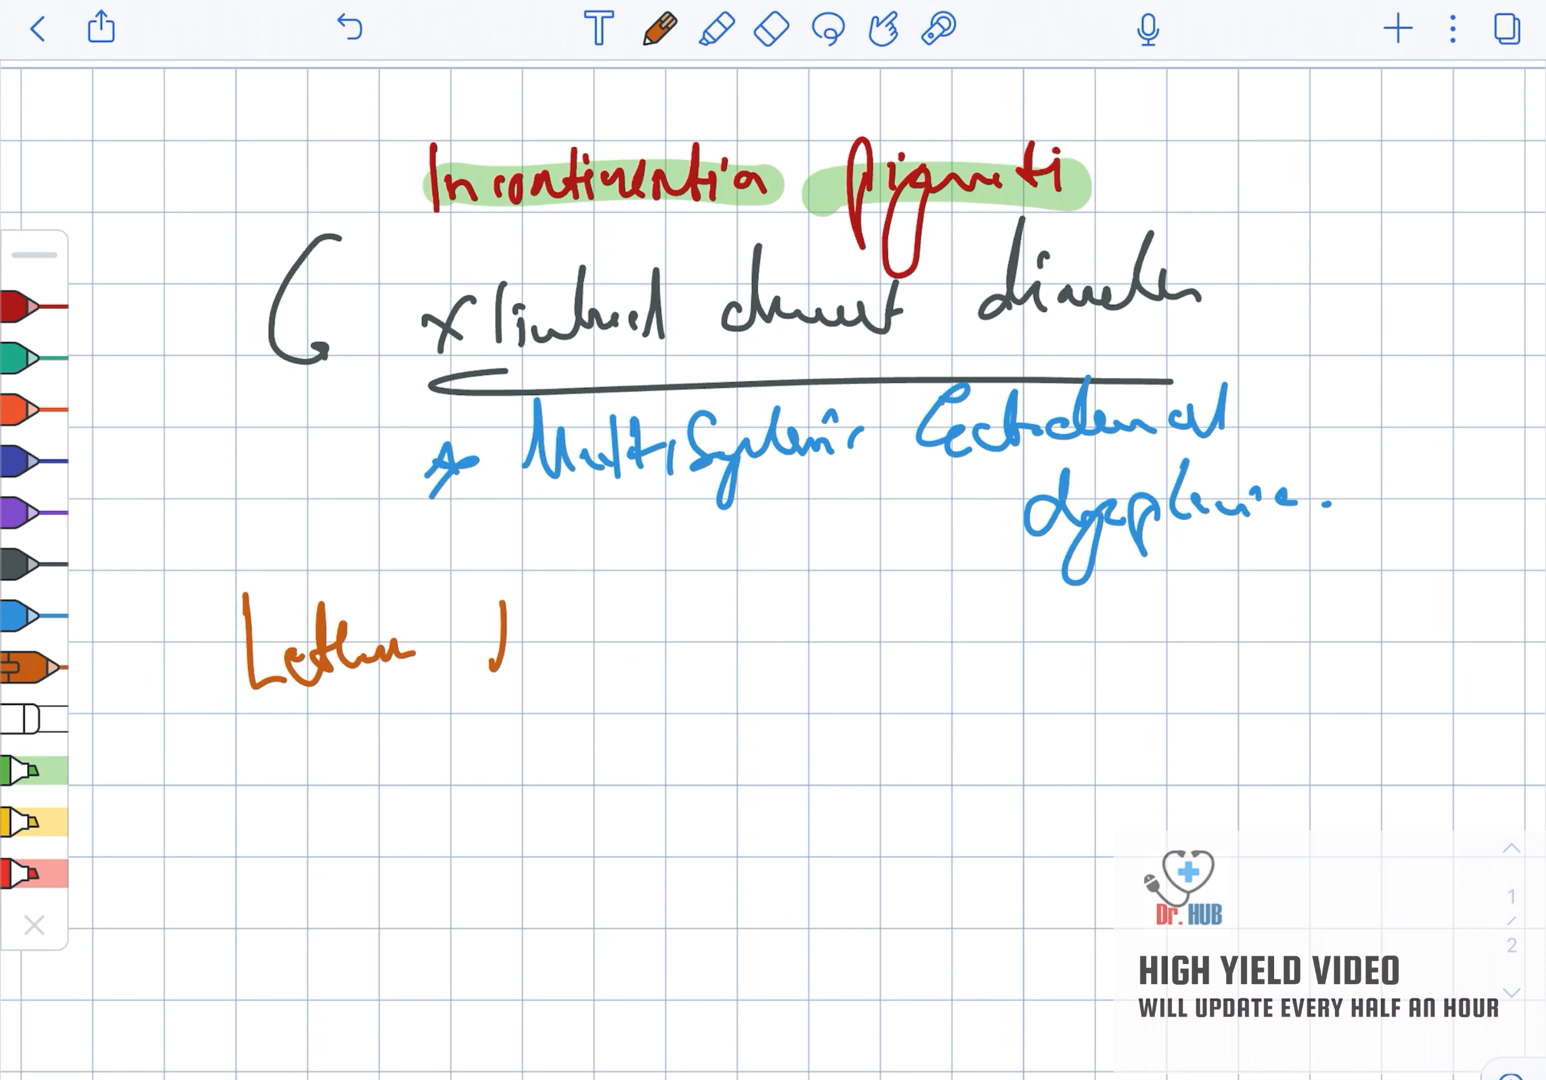 Incontinentia Pigmenti
x linked dominant disorder
* Multisystemic Ectodermal
dysplasia.
Dr. HUB
1
/
2
HIGH YIELD VIDEO
WILL UPDATE EVERY HALF AN HOUR